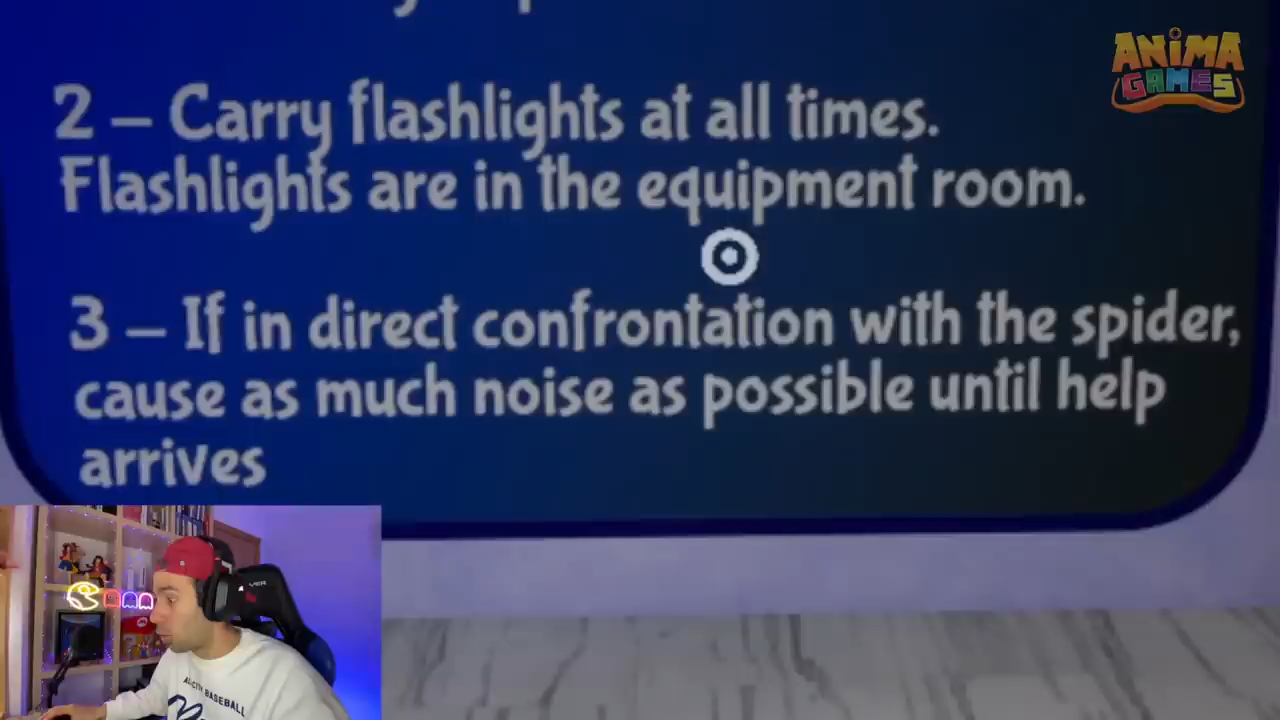 ANIMA
GAMES
2 – Carry flashlights at all times.
Flashlights are in the equipment room.
3 – If in direct confrontation with the spider,
cause as much noise as possible until help
arrives
BASEBALL